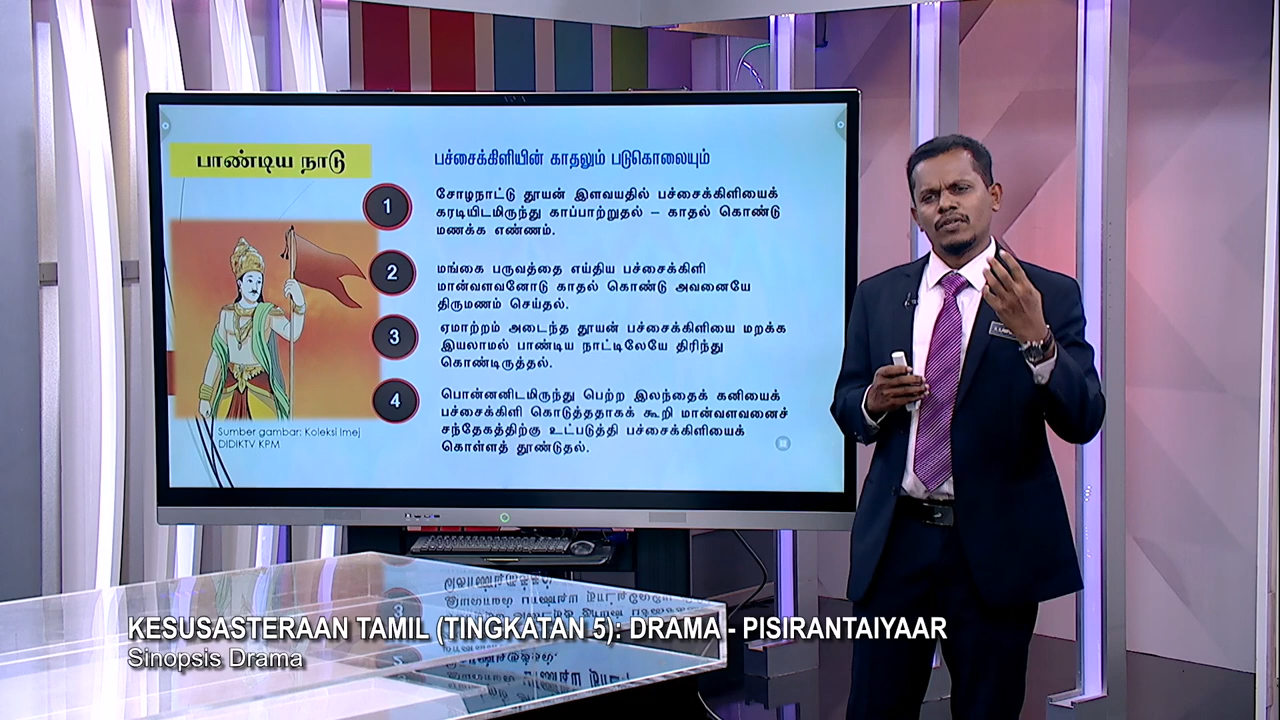 பாண்டிய நாடு
பச்சைக்கிளியின் காதலும் படுகொலையும்
1
சோழநாட்டு தூயன் இளவயதில் பச்சைக்கிளியைக்
கரடியிடமிருந்து காப்பாற்றுதல் – காதல் கொண்டு
மணக்க எண்ணம்.
2
மங்கை பருவத்தை எய்திய பச்சைக்கிளி
மான்வளவனோடு காதல் கொண்டு அவனையே
திருமணம் செய்தல்.
3
ஏமாற்றம் அடைந்த தூயன் பச்சைக்கிளியை மறக்க
இயலாமல் பாண்டிய நாட்டிலேயே திரிந்து
கொண்டிருத்தல்.
4
பொன்னனிடமிருந்து பெற்ற இலந்தைக் கனியைக்
பச்சைக்கிளி கொடுத்ததாகக் கூறி மான்வளவனைச்
சந்தேகத்திற்கு உட்படுத்தி பச்சைக்கிளியைக்
கொள்ளத் தூண்டுதல்.
Sumber gambar: Koleksi Imej
DIDIKTV KPM
KESUSASTERAAN TAMIL (TINGKATAN 5): DRAMA - PISIRANTAIYAAR
Sinopsis Drama